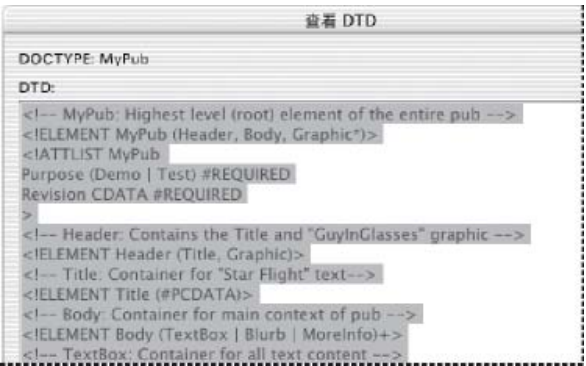 查看 DTD
DOCTYPE: MyPub
DTD:
<!-- MyPub: Highest level (root) element of the entire pub -->
<!ELEMENT MyPub (Header, Body, Graphic*)>
<!ATTLIST MyPub
Purpose (Demo | Test) #REQUIRED
Revision CDATA #REQUIRED
>
<!-- Header: Contains the Title and "GuyInGlasses" graphic -->
<!ELEMENT Header (Title, Graphic)>
<!-- Title: Container for "Star Flight" text-->
<!ELEMENT Title (#PCDATA)>
<!-- Body: Container for main context of pub -->
<!ELEMENT Body (TextBox | Blurb | MoreInfo)+>
<!-- TextBox: Container for all text content -->